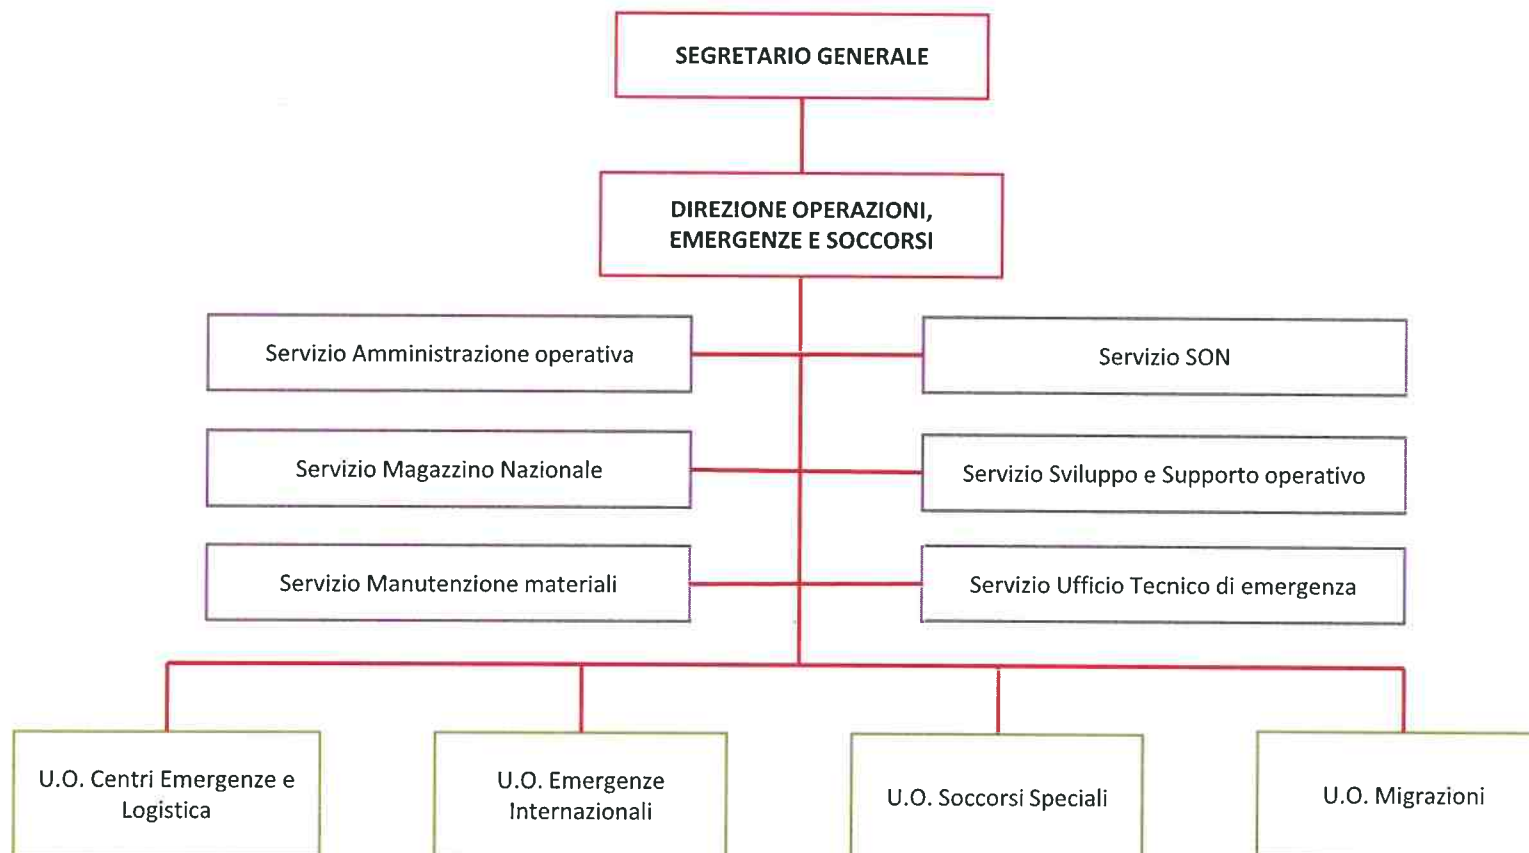 SEGRETARIO GENERALE
DIREZIONE OPERAZIONI,
EMERGENZE E SOCCORSI
Servizio Amministrazione operativa
Servizio SON
Servizio Magazzino Nazionale
Servizio Sviluppo e Supporto operativo
Servizio Manutenzione materiali
Servizio Ufficio Tecnico di emergenza
U.O. Centri Emergenze e
Logistica
U.O. Emergenze
Internazionali
U.O. Soccorsi Speciali
U.O. Migrazioni